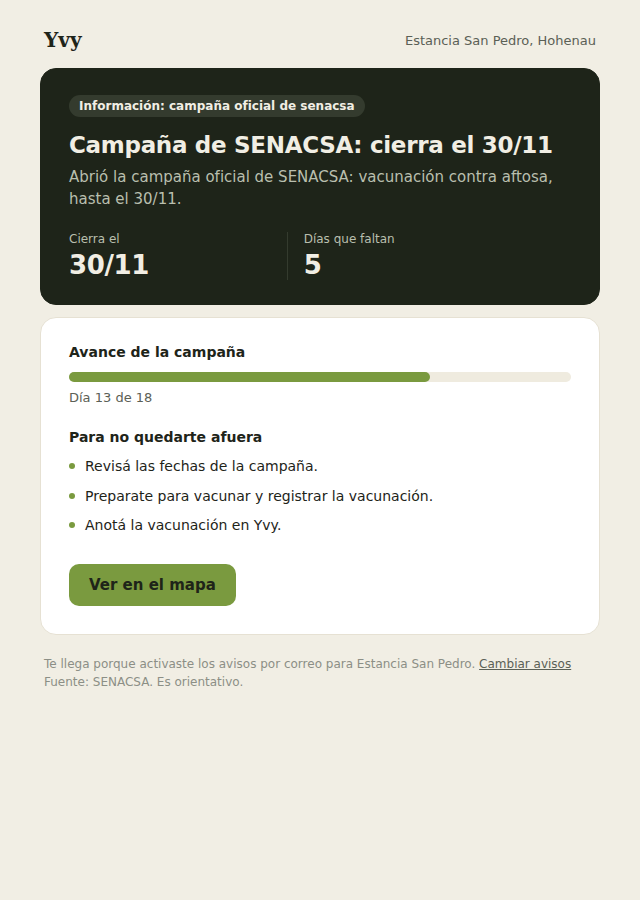 Yvy
Estancia San Pedro, Hohenau
Información: campaña oficial de senacsa
Campaña de SENACSA: cierra el 30/11
Abrió la campaña oficial de SENACSA: vacunación contra aftosa,
hasta el 30/11.
Cierra el
30/11
Días que faltan
5
Avance de la campaña
Día 13 de 18
Para no quedarte afuera
Revisá las fechas de la campaña.
Preparate para vacunar y registrar la vacunación.
Anotá la vacunación en Yvy.
Ver en el mapa
Te llega porque activaste los avisos por correo para Estancia San Pedro. Cambiar avisos
Fuente: SENACSA. Es orientativo.